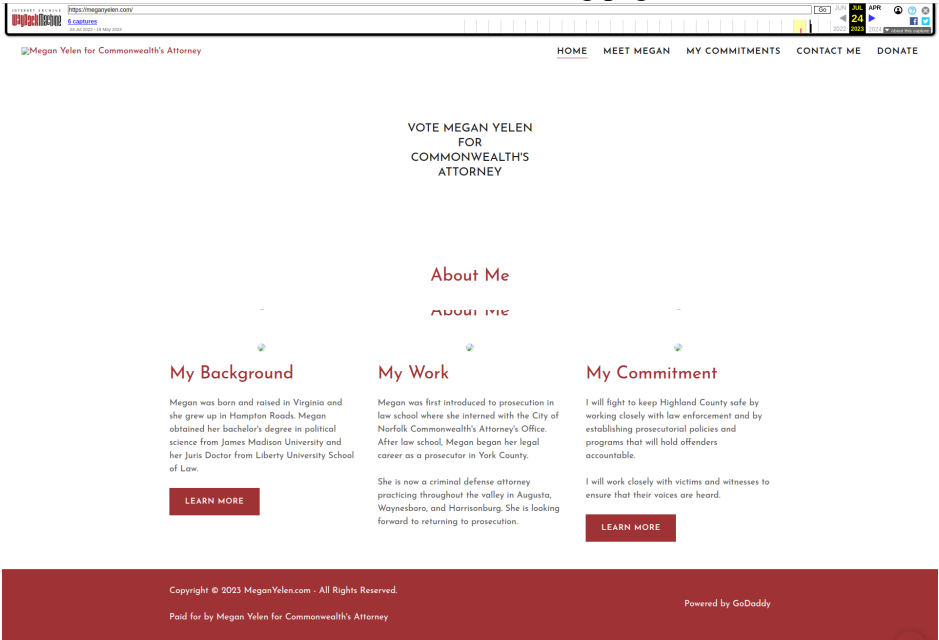 INTERNET ARCHIVE
WayBackMachine
https://meganyelen.com/
Go
JUN
JUL
APR
6 captures
24
24 Jul 2023 - 18 May 2025
2022
2023
2024
About this capture
Megan Yelen for Commonwealth's Attorney
HOME
MEET MEGAN
MY COMMITMENTS
CONTACT ME
DONATE
VOTE MEGAN YELEN
FOR
COMMONWEALTH'S
ATTORNEY
About Me
About Me
My Background
Megan was born and raised in Virginia and
she grew up in Hampton Roads. Megan
obtained her bachelor's degree in political
science from James Madison University and
her Juris Doctor from Liberty University School
of Law.
LEARN MORE
My Work
Megan was first introduced to prosecution in
law school where she interned with the City of
Norfolk Commonwealth's Attorney's Office.
After law school, Megan began her legal
career as a prosecutor in York County.
She is now a criminal defense attorney
practicing throughout the valley in Augusta,
Waynesboro, and Harrisonburg. She is looking
forward to returning to prosecution.
My Commitment
I will fight to keep Highland County safe by
working closely with law enforcement and by
establishing prosecutorial policies and
programs that will hold offenders
accountable.
I will work closely with victims and witnesses to
ensure that their voices are heard.
LEARN MORE
Copyright © 2023 MeganYelen.com - All Rights Reserved.
Paid for by Megan Yelen for Commonwealth's Attorney
Powered by GoDaddy